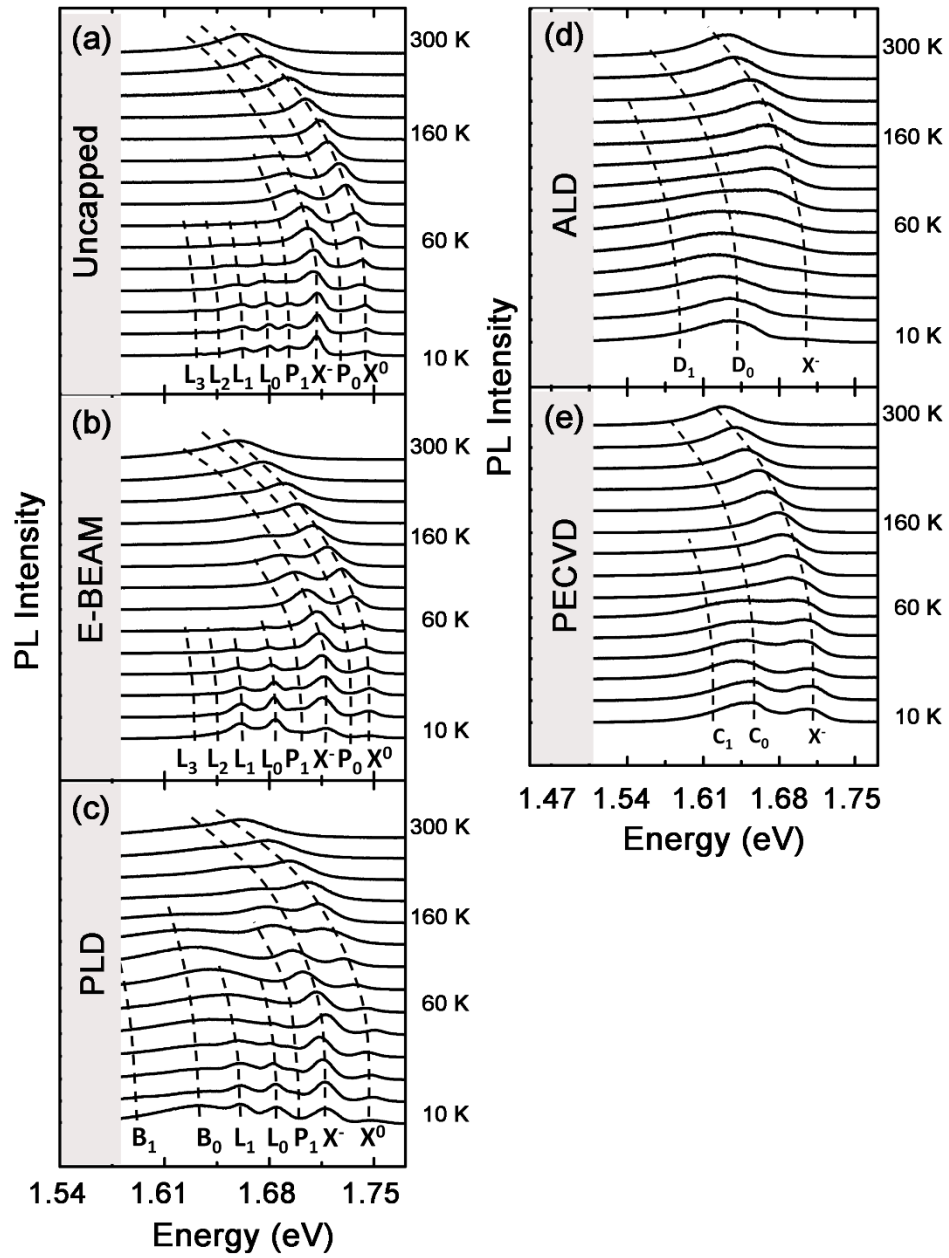 (a)
Uncapped
300 K
160 K
60 K
10 K
L₃ L₂ L₁ L₀ P₁ X⁻ P₀ X⁰
(b)
E-BEAM
300 K
160 K
60 K
10 K
L₃ L₂ L₁ L₀ P₁ X⁻ P₀ X⁰
(c)
PLD
300 K
160 K
60 K
10 K
B₁ B₀ L₁ L₀ P₁ X⁻ X⁰
1.54 1.61 1.68 1.75
Energy (eV)
PL Intensity
(d)
ALD
300 K
160 K
60 K
10 K
D₁ D₀ X⁻
(e)
PECVD
300 K
160 K
60 K
10 K
C₁ C₀ X⁻
1.47 1.54 1.61 1.68 1.75
Energy (eV)
PL Intensity